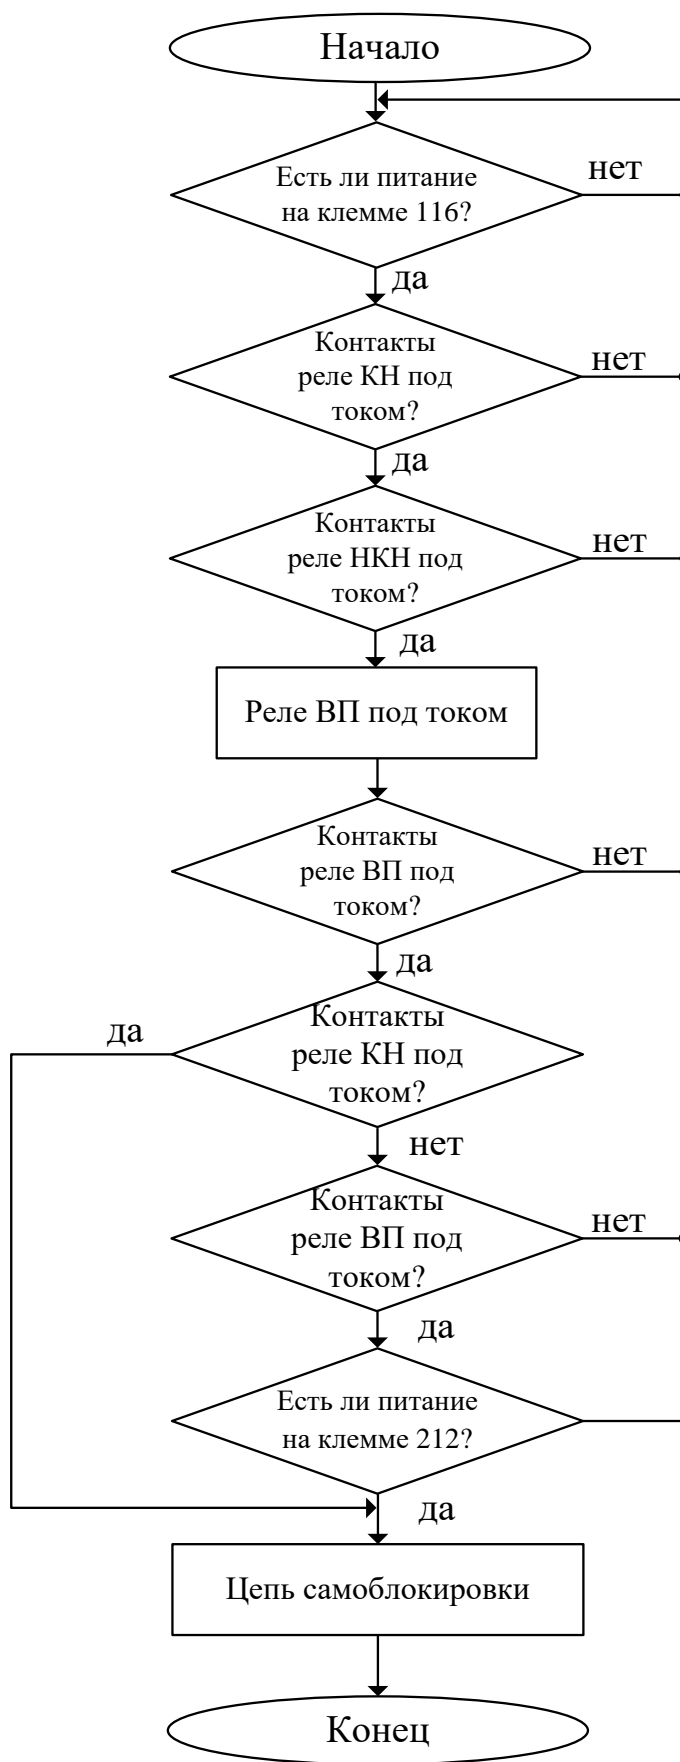 Начало
Есть ли питание
на клемме 116?
нет
да
Контакты
реле КН под
током?
нет
да
Контакты
реле НКН под
током?
нет
да
Реле ВП под током
Контакты
реле ВП под
током?
нет
да
Контакты
реле КН под
током?
да
нет
Контакты
реле ВП под
током?
нет
да
Есть ли питание
на клемме 212?
да
Цепь самоблокировки
Конец